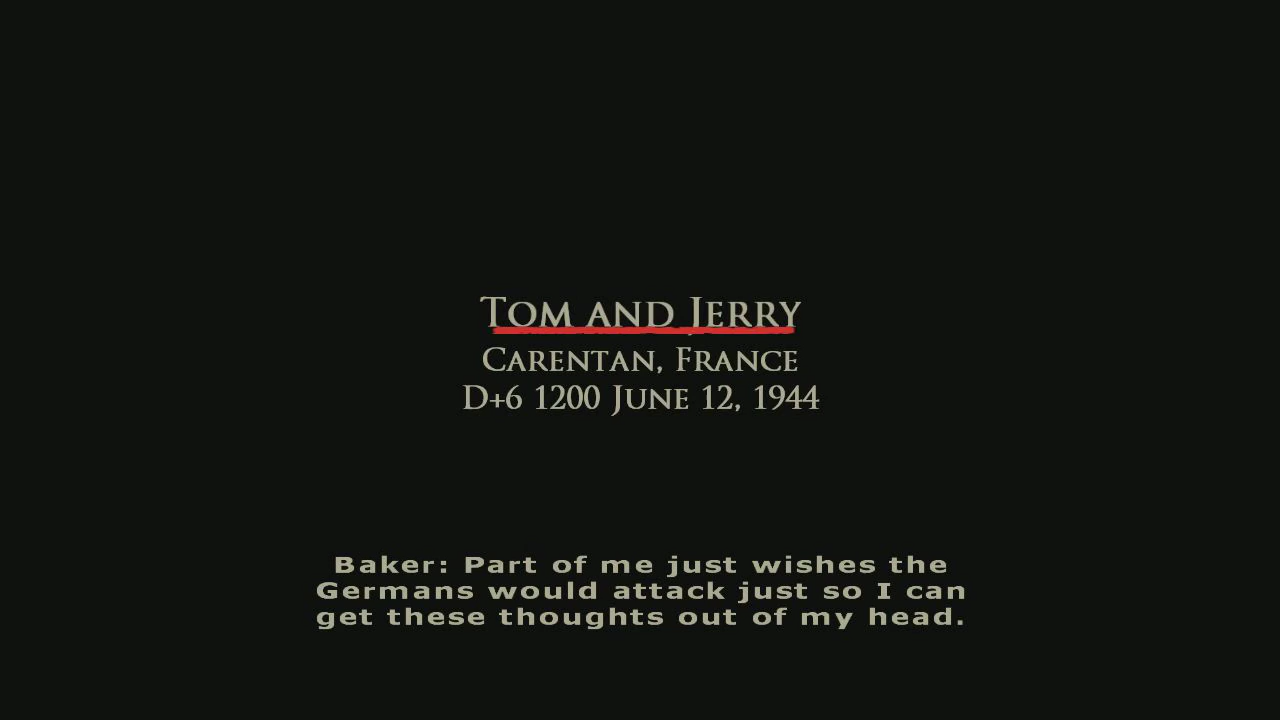 Tom and Jerry
Carentan, France
D+6 1200 June 12, 1944
Baker: Part of me just wishes the
Germans would attack just so I can
get these thoughts out of my head.